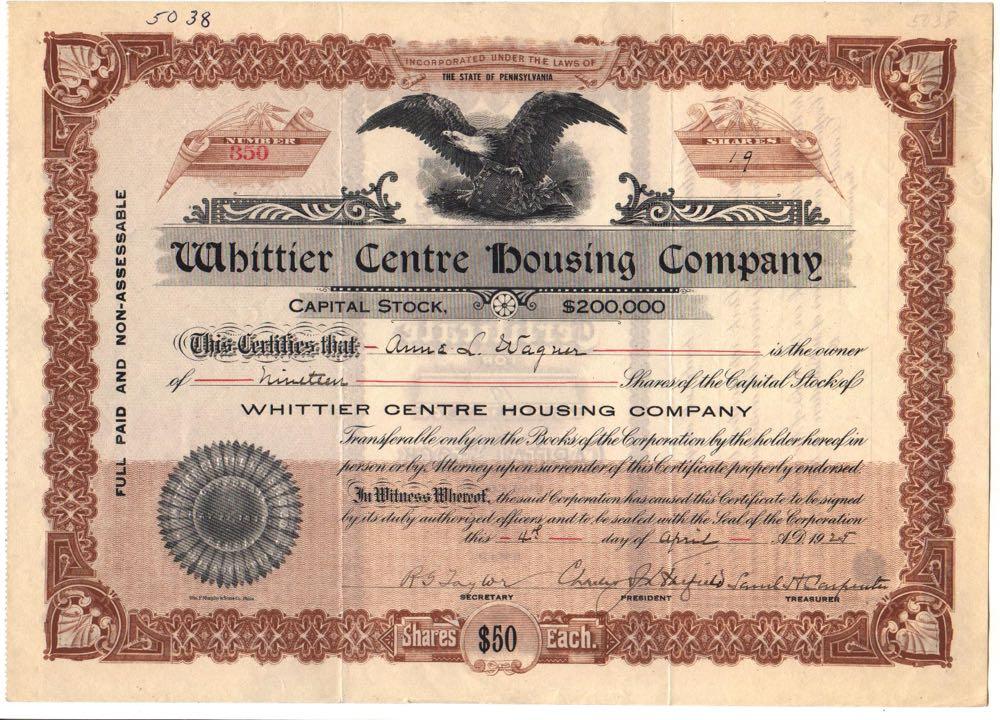 5038
INCORPORATED UNDER THE LAWS OF
THE STATE OF PENNSYLVANIA
NUMBER
350
SHARES
19
FULL PAID AND NON-ASSESSABLE
Whittier Centre Housing Company
CAPITAL STOCK, $200,000
This Certifies that Anna L. Wagner is the owner
of Nineteen Shares of the Capital Stock of
WHITTIER CENTRE HOUSING COMPANY
Transferable only on the Books of the Corporation by the holder hereof in
person or by Attorney upon surrender of this Certificate properly endorsed.
In Witness Whereof, the said Corporation has caused this Certificate to be signed
by its duly authorized officers and to be sealed with the Seal of the Corporation
this 4th day of April A.D. 1925
R S Taylor
SECRETARY
PRESIDENT
Carpenter
TREASURER
Shares $50 Each.